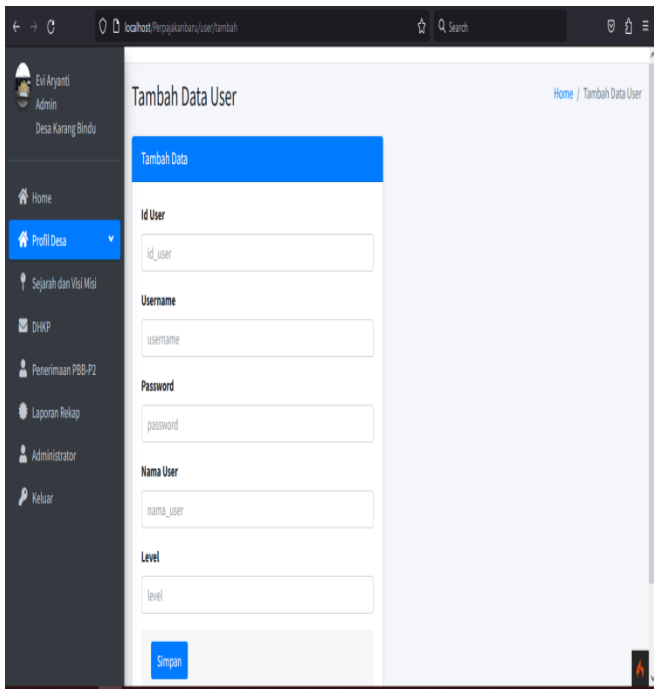 localhost/Perpajakanbaru/user/tambah
Search
Evi Aryanti
Admin
Desa Karang Bindu
Home
Profil Desa
Sejarah dan Visi Misi
DHKP
Penerimaan PBB-P2
Laporan Rekap
Administrator
Keluar
Tambah Data User
Home / Tambah Data User
Tambah Data
Id User
id_user
Username
username
Password
password
Nama User
nama_user
Level
level
Simpan